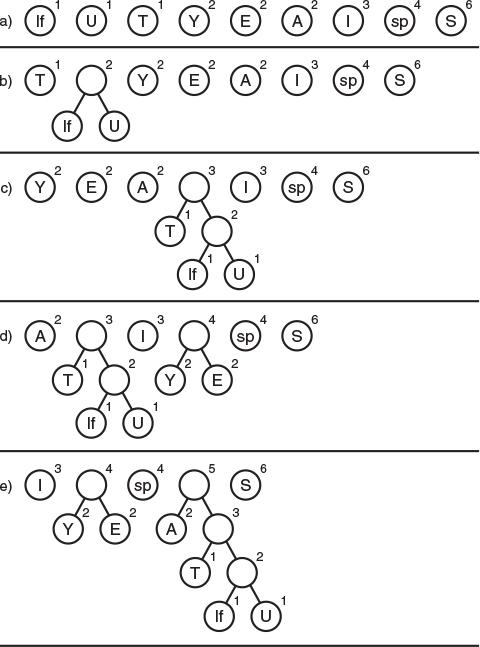 a) lf 1 U 1 T 1 Y 2 E 2 A 2 I 3 sp 4 S 6
b) T 1 2 Y 2 E 2 A 2 I 3 sp 4 S 6
lf U
c) Y 2 E 2 A 2 3 I 3 sp 4 S 6
T 1 2
lf 1 U 1
d) A 2 3 I 3 4 sp 4 S 6
T 1 2 Y 2 E 2
lf 1 U 1
e) I 3 4 sp 4 5 S 6
Y 2 E 2 A 2 3
T 1 2
lf 1 U 1